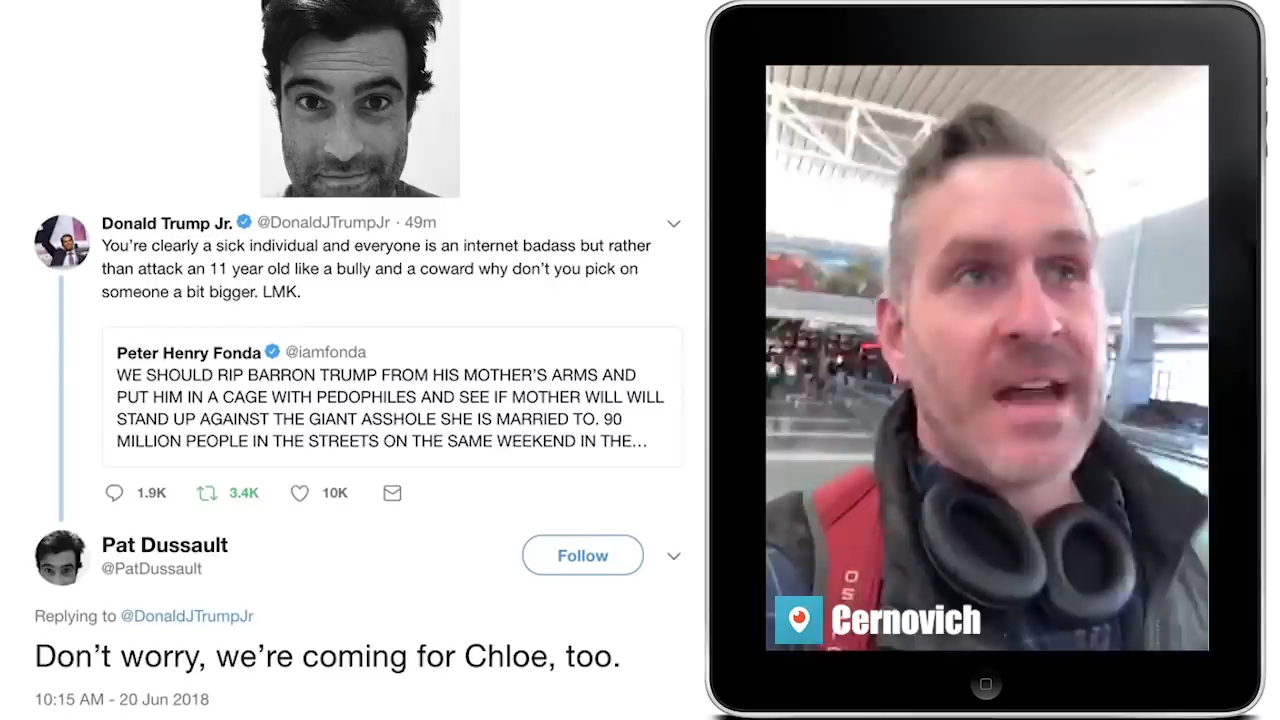 Donald Trump Jr. @DonaldJTrumpJr · 49m
You're clearly a sick individual and everyone is an internet badass but rather
than attack an 11 year old like a bully and a coward why don't you pick on
someone a bit bigger. LMK.
Peter Henry Fonda @iamfonda
WE SHOULD RIP BARRON TRUMP FROM HIS MOTHER'S ARMS AND
PUT HIM IN A CAGE WITH PEDOPHILES AND SEE IF MOTHER WILL WILL
STAND UP AGAINST THE GIANT ASSHOLE SHE IS MARRIED TO. 90
MILLION PEOPLE IN THE STREETS ON THE SAME WEEKEND IN THE...
1.9K 3.4K 10K
Pat Dussault
@PatDussault
Follow
Replying to @DonaldJTrumpJr
Don't worry, we're coming for Chloe, too.
10:15 AM - 20 Jun 2018
Cernovich